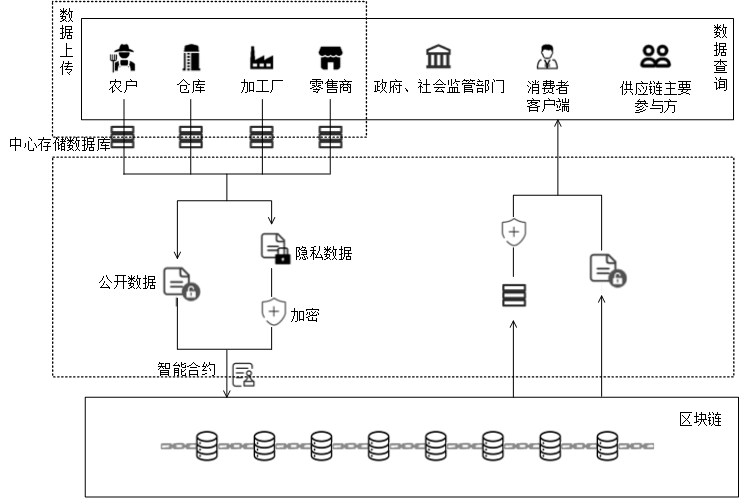 数据上传
数据查询
农户
仓库
加工厂
零售商
政府、社会监管部门
消费者
客户端
供应链主要
参与方
中心存储数据库
公开数据
隐私数据
加密
智能合约
区块链